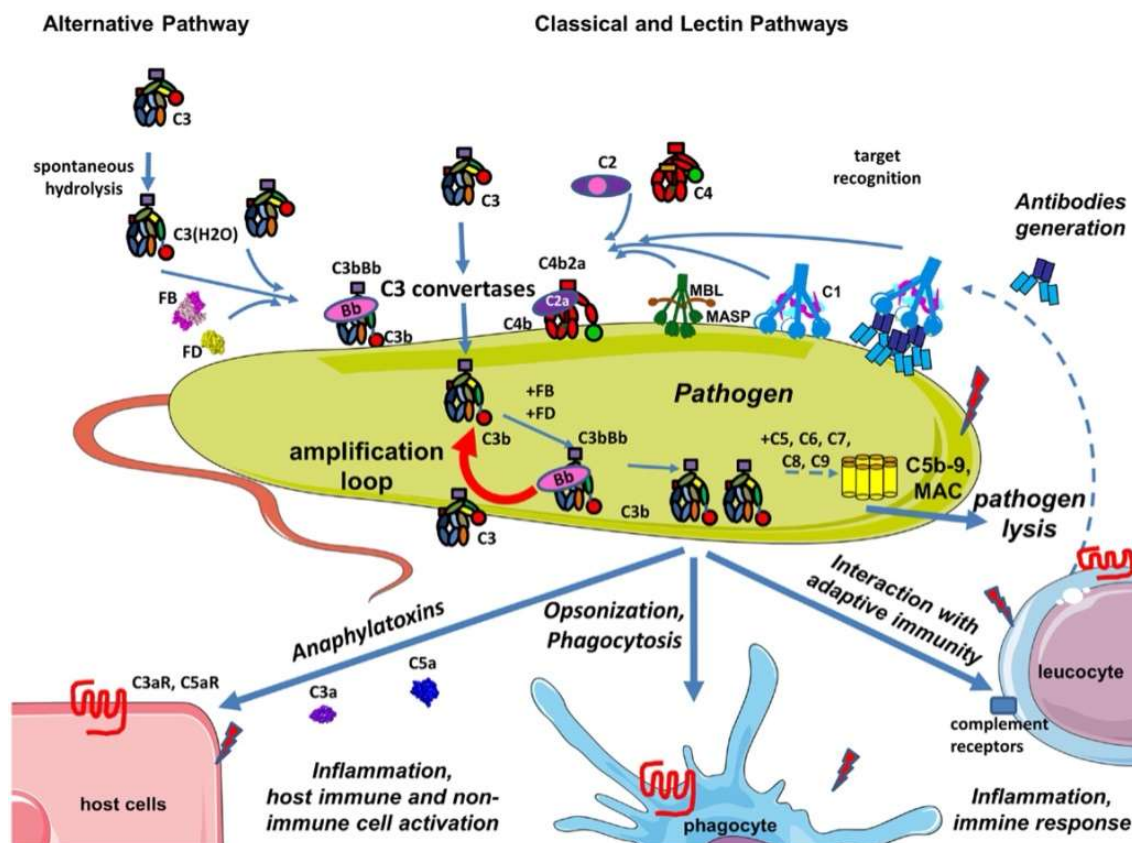 Alternative Pathway
Classical and Lectin Pathways
C3
spontaneous
hydrolysis
C3(H2O)
FB
FD
C3bBb
Bb
C3b
C3
C3 convertases
C2
C4
C4b2a
C2a
C4b
MBL
MASP
C1
target
recognition
Antibodies
generation
Pathogen
+FB
+FD
C3b
C3bBb
Bb
amplification
loop
C3
C3b
+C5, C6, C7,
C8, C9
C5b-9,
MAC
pathogen
lysis
Anaphylatoxins
Opsonization,
Phagocytosis
Interaction with
adaptive immunity
C3aR, C5aR
C3a
C5a
host cells
Inflammation,
host immune and non-
immune cell activation
phagocyte
leucocyte
complement
receptors
Inflammation,
immine response